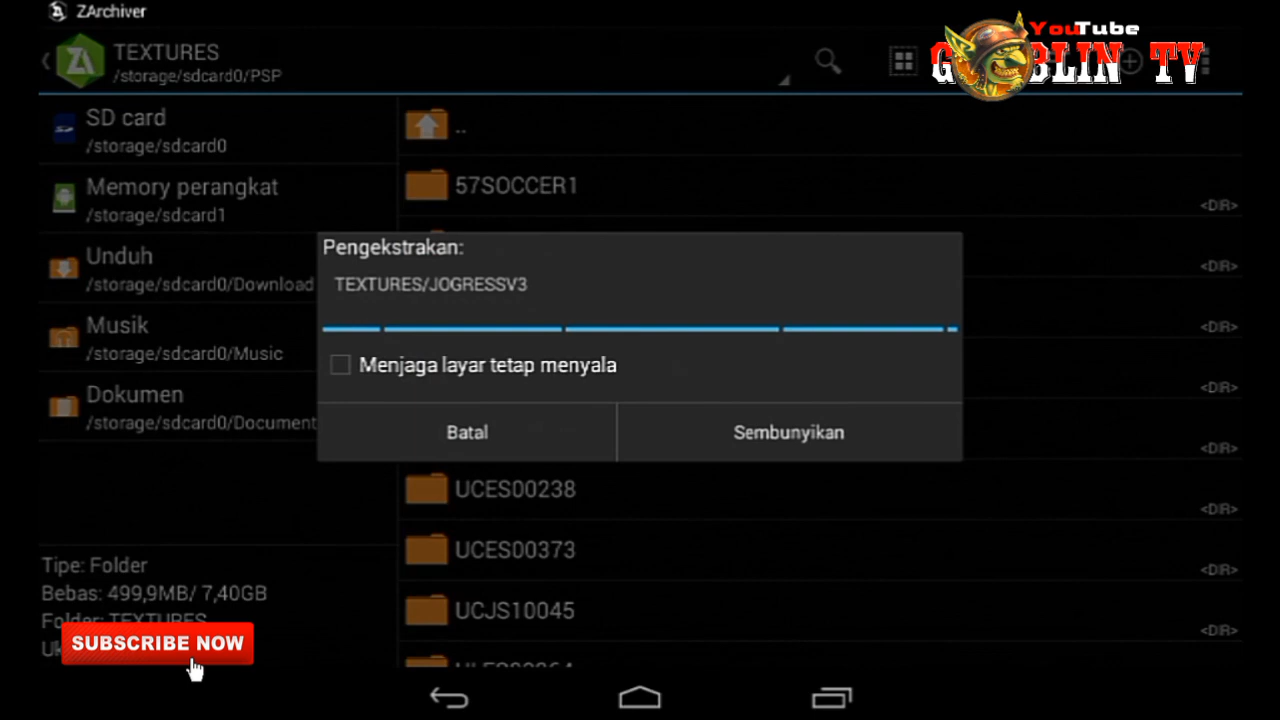 ZArchiver
TEXTURES
/storage/sdcard0/PSP
YouTube
GOBLIN TV
SD card
/storage/sdcard0
Memory perangkat
/storage/sdcard1
Unduh
/storage/sdcard0/Download
Musik
/storage/sdcard0/Music
Dokumen
/storage/sdcard0/Document
Tipe: Folder
Bebas: 499,9MB/ 7,40GB
Folder: TEXTURES
SUBSCRIBE NOW
..
57SOCCER1
<DIR>
<DIR>
Pengekstrakan:
TEXTURES/JOGRESSV3
Menjaga layar tetap menyala
Batal
Sembunyikan
<DIR>
<DIR>
UCES00238
<DIR>
UCES00373
<DIR>
UCJS10045
<DIR>